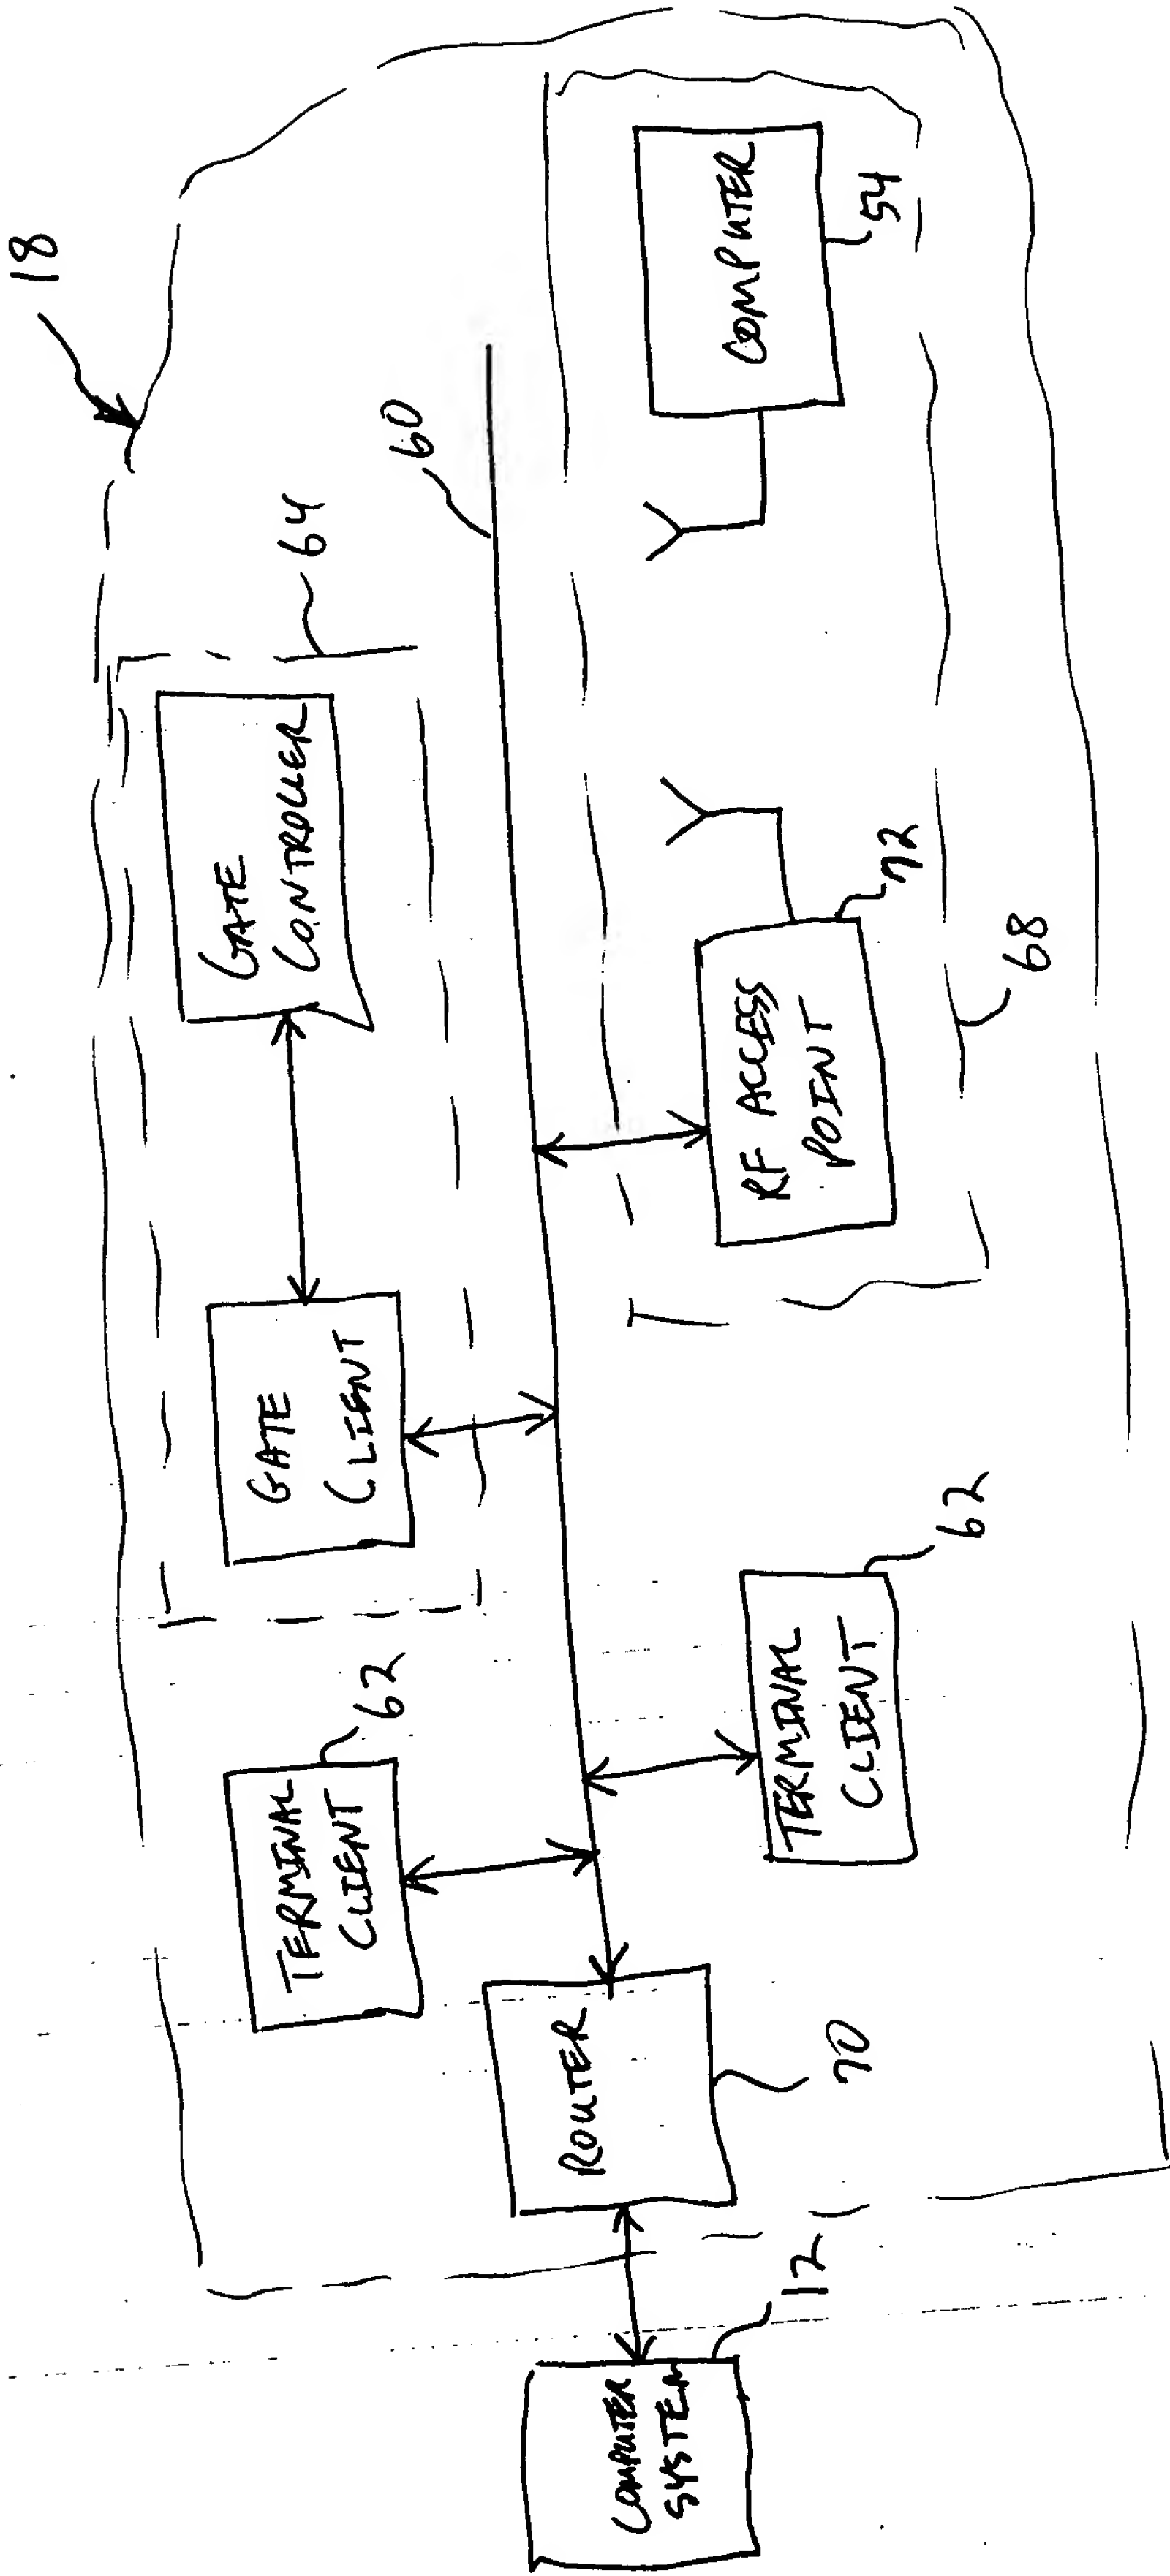 18
64
GATE
CONTROLLER
60
GATE
CLIENT
TERMINAL
CLIENT
62
COMPUTER
54
RF ACCESS
POINT
72
68
TERMINAL
CLIENT
62
ROUTER
70
COMPUTER
SYSTEM
12